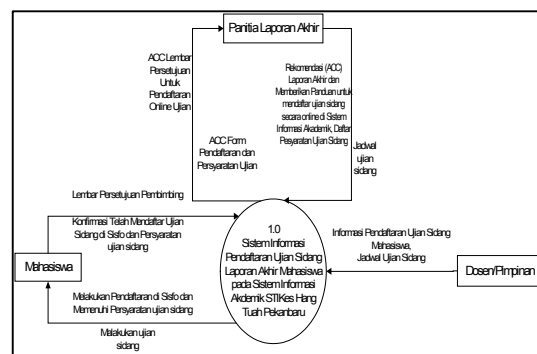 Panitia Laporan Akhir
ACC Lembar
Persetujuan
Untuk
Pendaftaran
Online Ujian
Rekomendasi (ACC)
Laporan Akhir dan
Memberikan Panduan untuk
mendaftar ujian sidang
secara online di Sistem
Informasi Akademik, Daftar
Pesyaratan Ujian Sidang
ACC Form
Pendaftaran dan
Persyaratan Ujian
Jadwal
ujian
sidang
Lembar Persetujuan Pembimbing
Konfirmasi Telah Mendaftar Ujian
Sidang di Sisfo dan Persyaratan
ujian sidang
Mahasiswa
Melakukan Pendaftaran di Sisfo dan
Memenuhi Persyaratan ujian sidang
Malakukan ujian
sidang
1.0
Sistem Informasi
Pendaftaran Ujian Sidang
Laporan Akhir Mahasiswa
pada Sistem Informasi
Akdemik STIKes Hang
Tuah Pekanbaru
Informasi Pendaftaran Ujian Sidang
Mahasiswa,
Jadwal Ujian Sidang
Dosen/Pimpinan